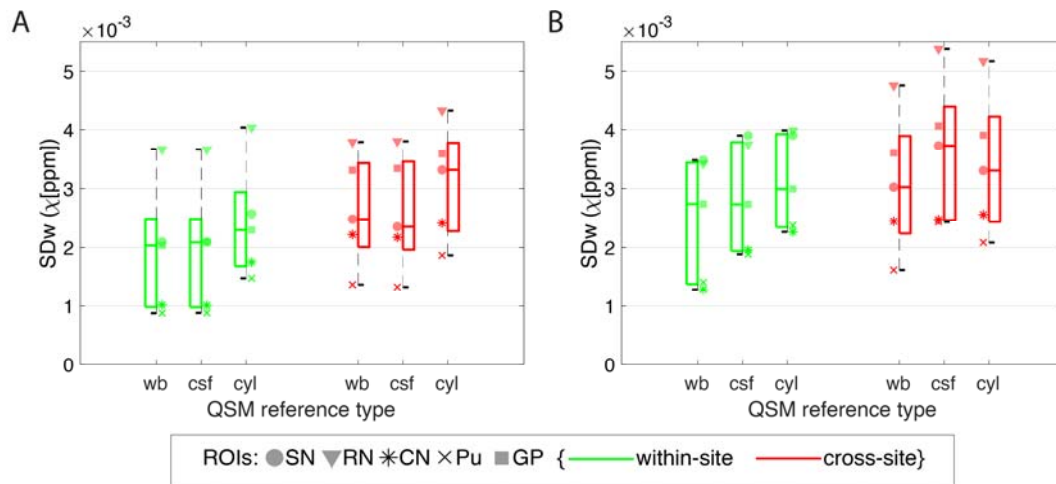 A
×10⁻³
5
4
3
2
1
0
SDw (χ[ppm])
wb csf cyl wb csf cyl
QSM reference type
B
×10⁻³
5
4
3
2
1
0
SDw (χ[ppm])
wb csf cyl wb csf cyl
QSM reference type
ROIs: SN RN CN Pu GP { within-site cross-site}